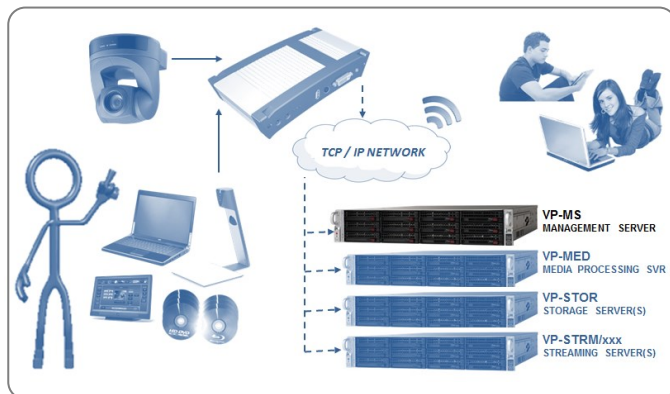 TCP / IP NETWORK
VP-MS
MANAGEMENT SERVER
VP-MED
MEDIA PROCESSING SVR
VP-STOR
STORAGE SERVER(S)
VP-STRM/xxx
STREAMING SERVER(S)